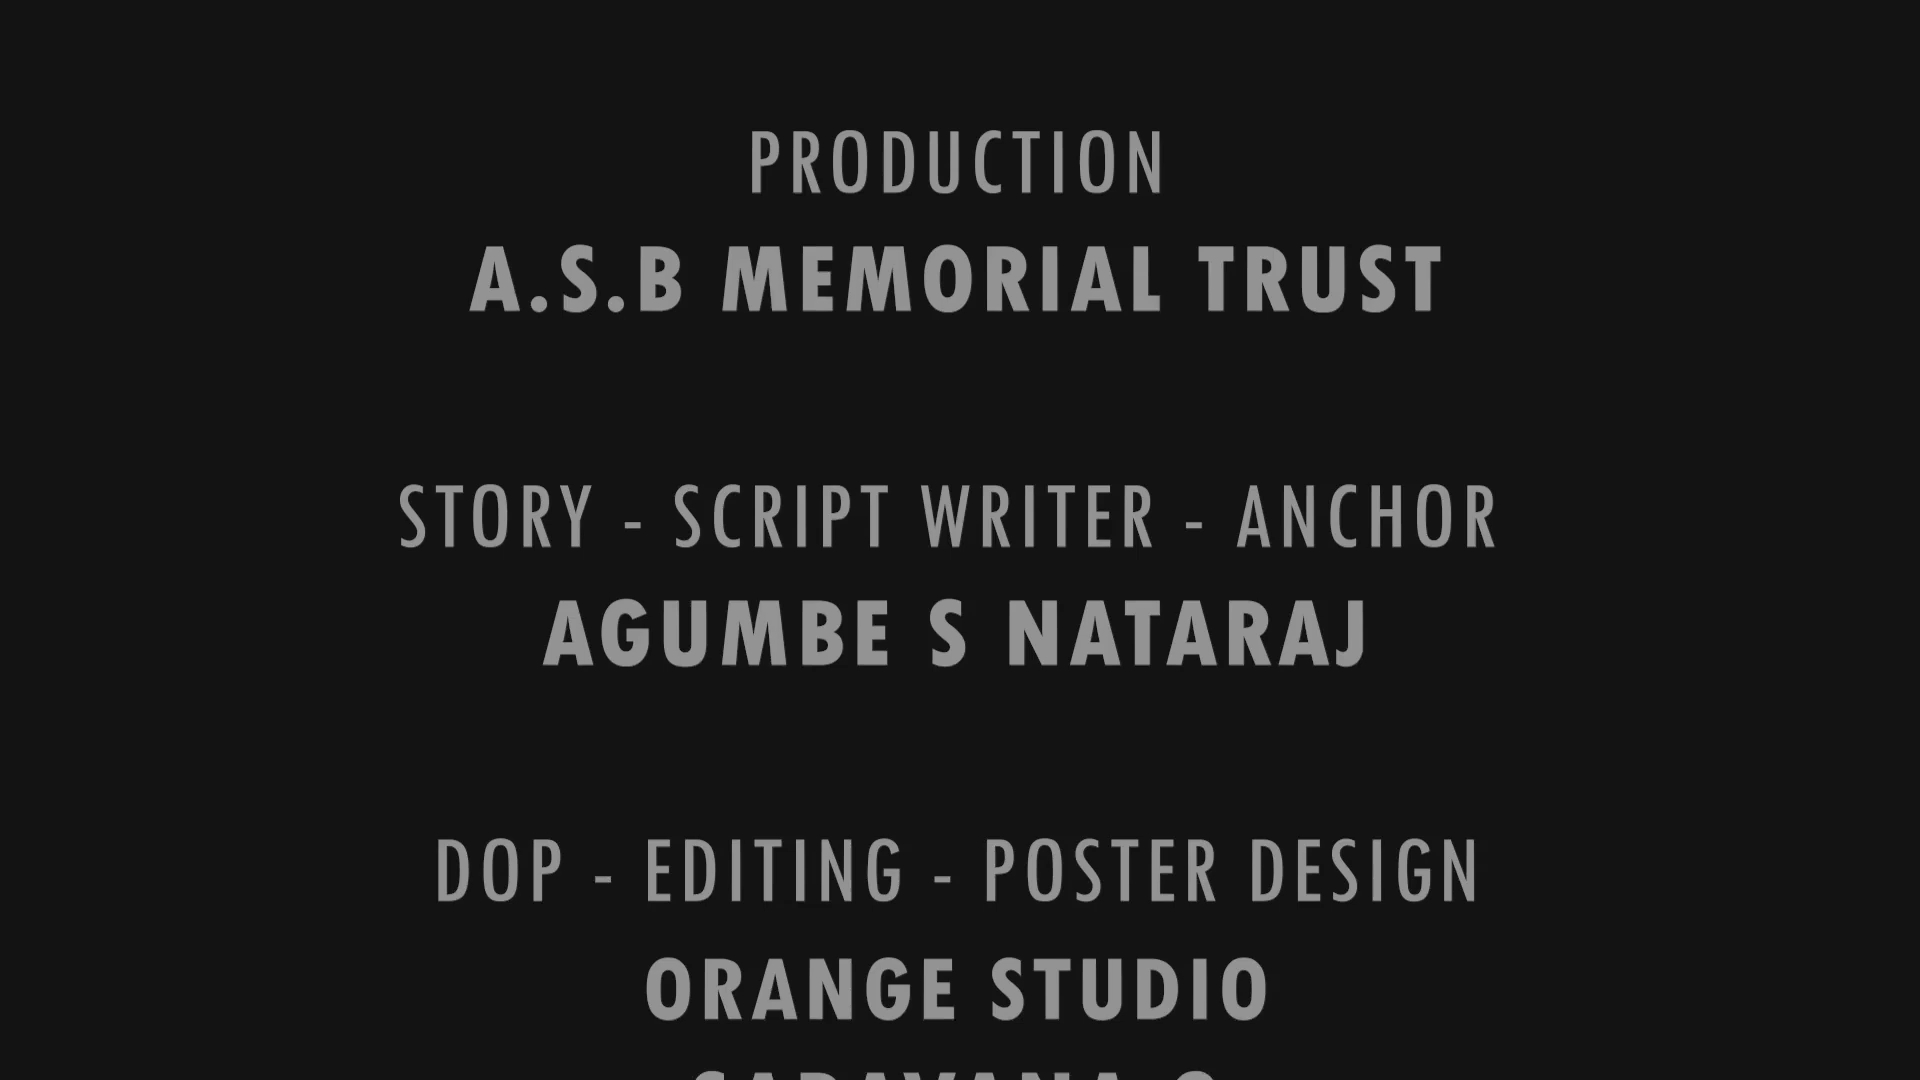 PRODUCTION
A.S.B MEMORIAL TRUST
STORY - SCRIPT WRITER - ANCHOR
AGUMBE S NATARAJ
DOP - EDITING - POSTER DESIGN
ORANGE STUDIO